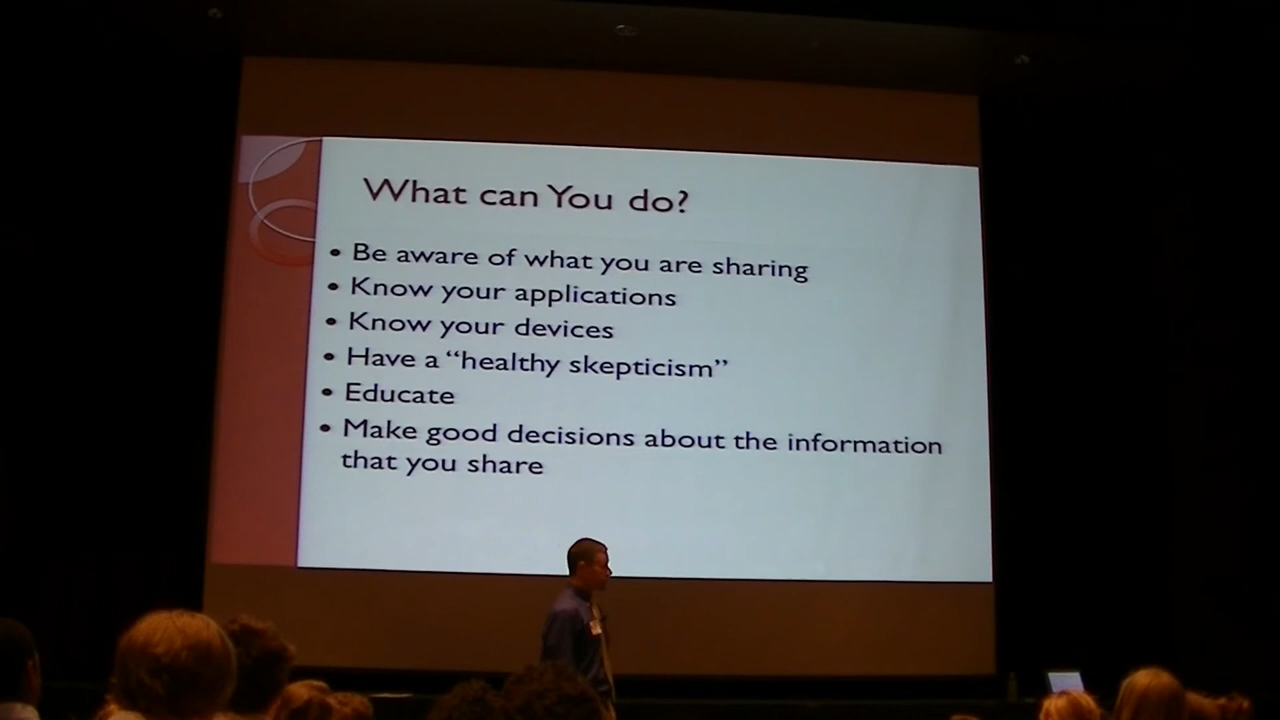 What can You do?
• Be aware of what you are sharing
• Know your applications
• Know your devices
• Have a “healthy skepticism”
• Educate
• Make good decisions about the information
that you share